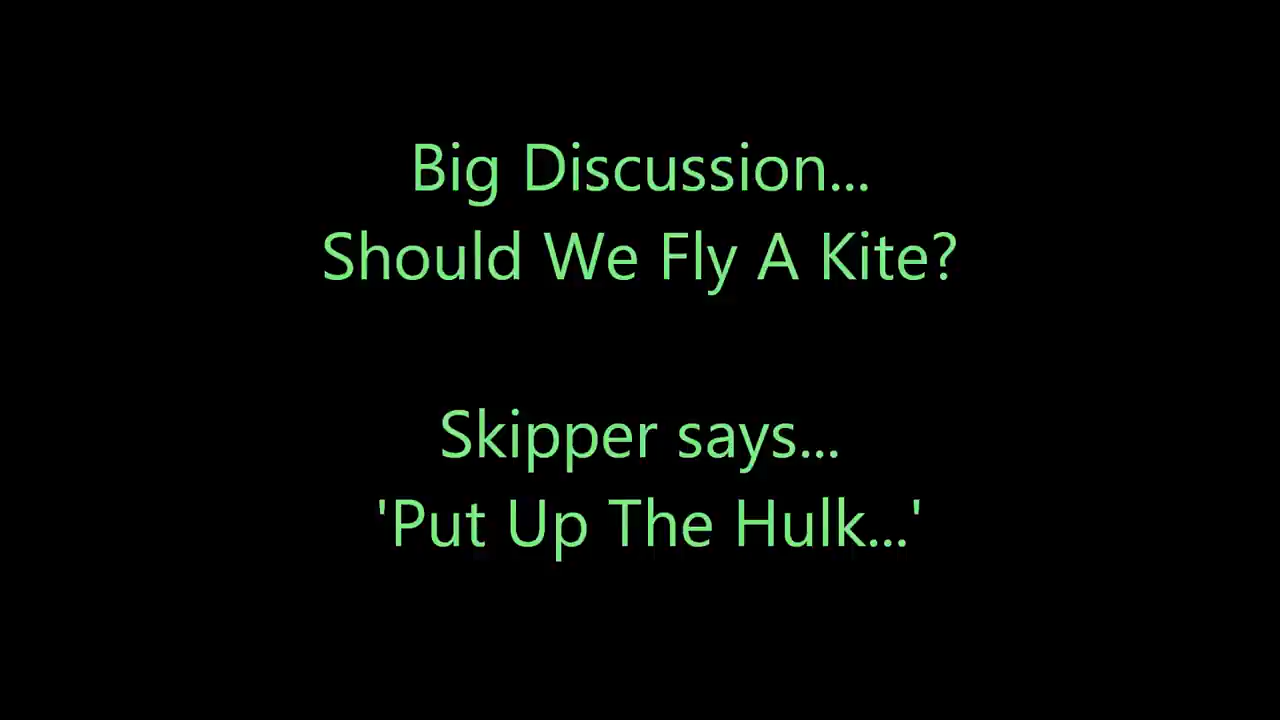 Big Discussion...
Should We Fly A Kite?
Skipper says...
'Put Up The Hulk...'